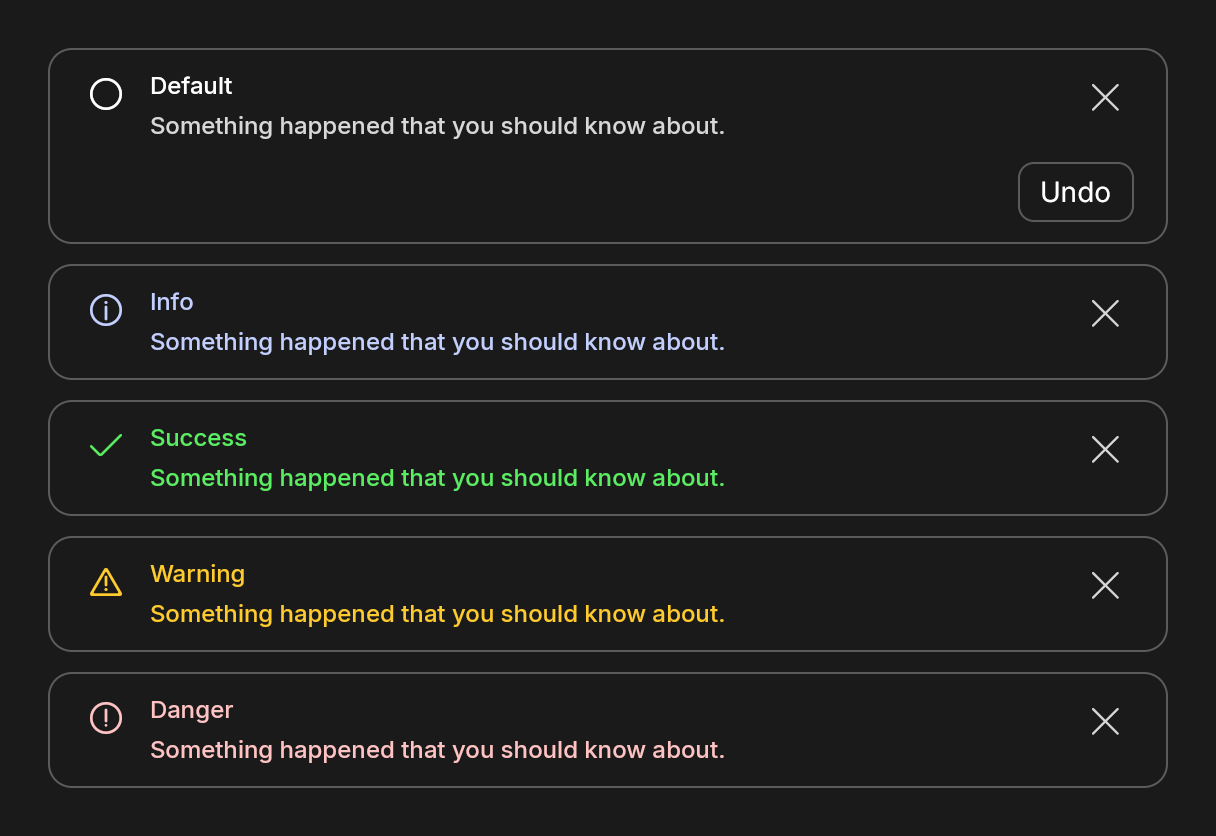 Default
Something happened that you should know about.
Undo
Info
Something happened that you should know about.
Success
Something happened that you should know about.
Warning
Something happened that you should know about.
Danger
Something happened that you should know about.